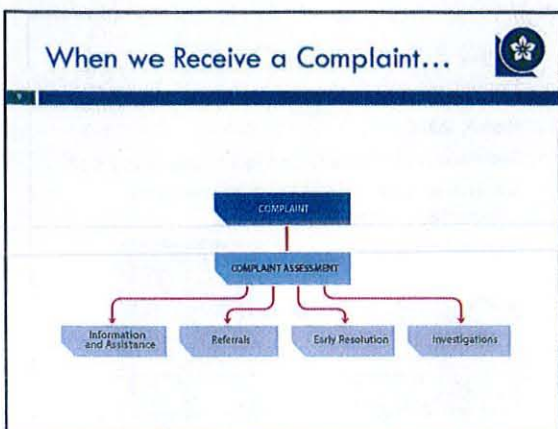 When we Receive a Complaint...
COMPLAINT
COMPLAINT ASSESSMENT
Information
and Assistance
Referrals
Early Resolution
Investigations